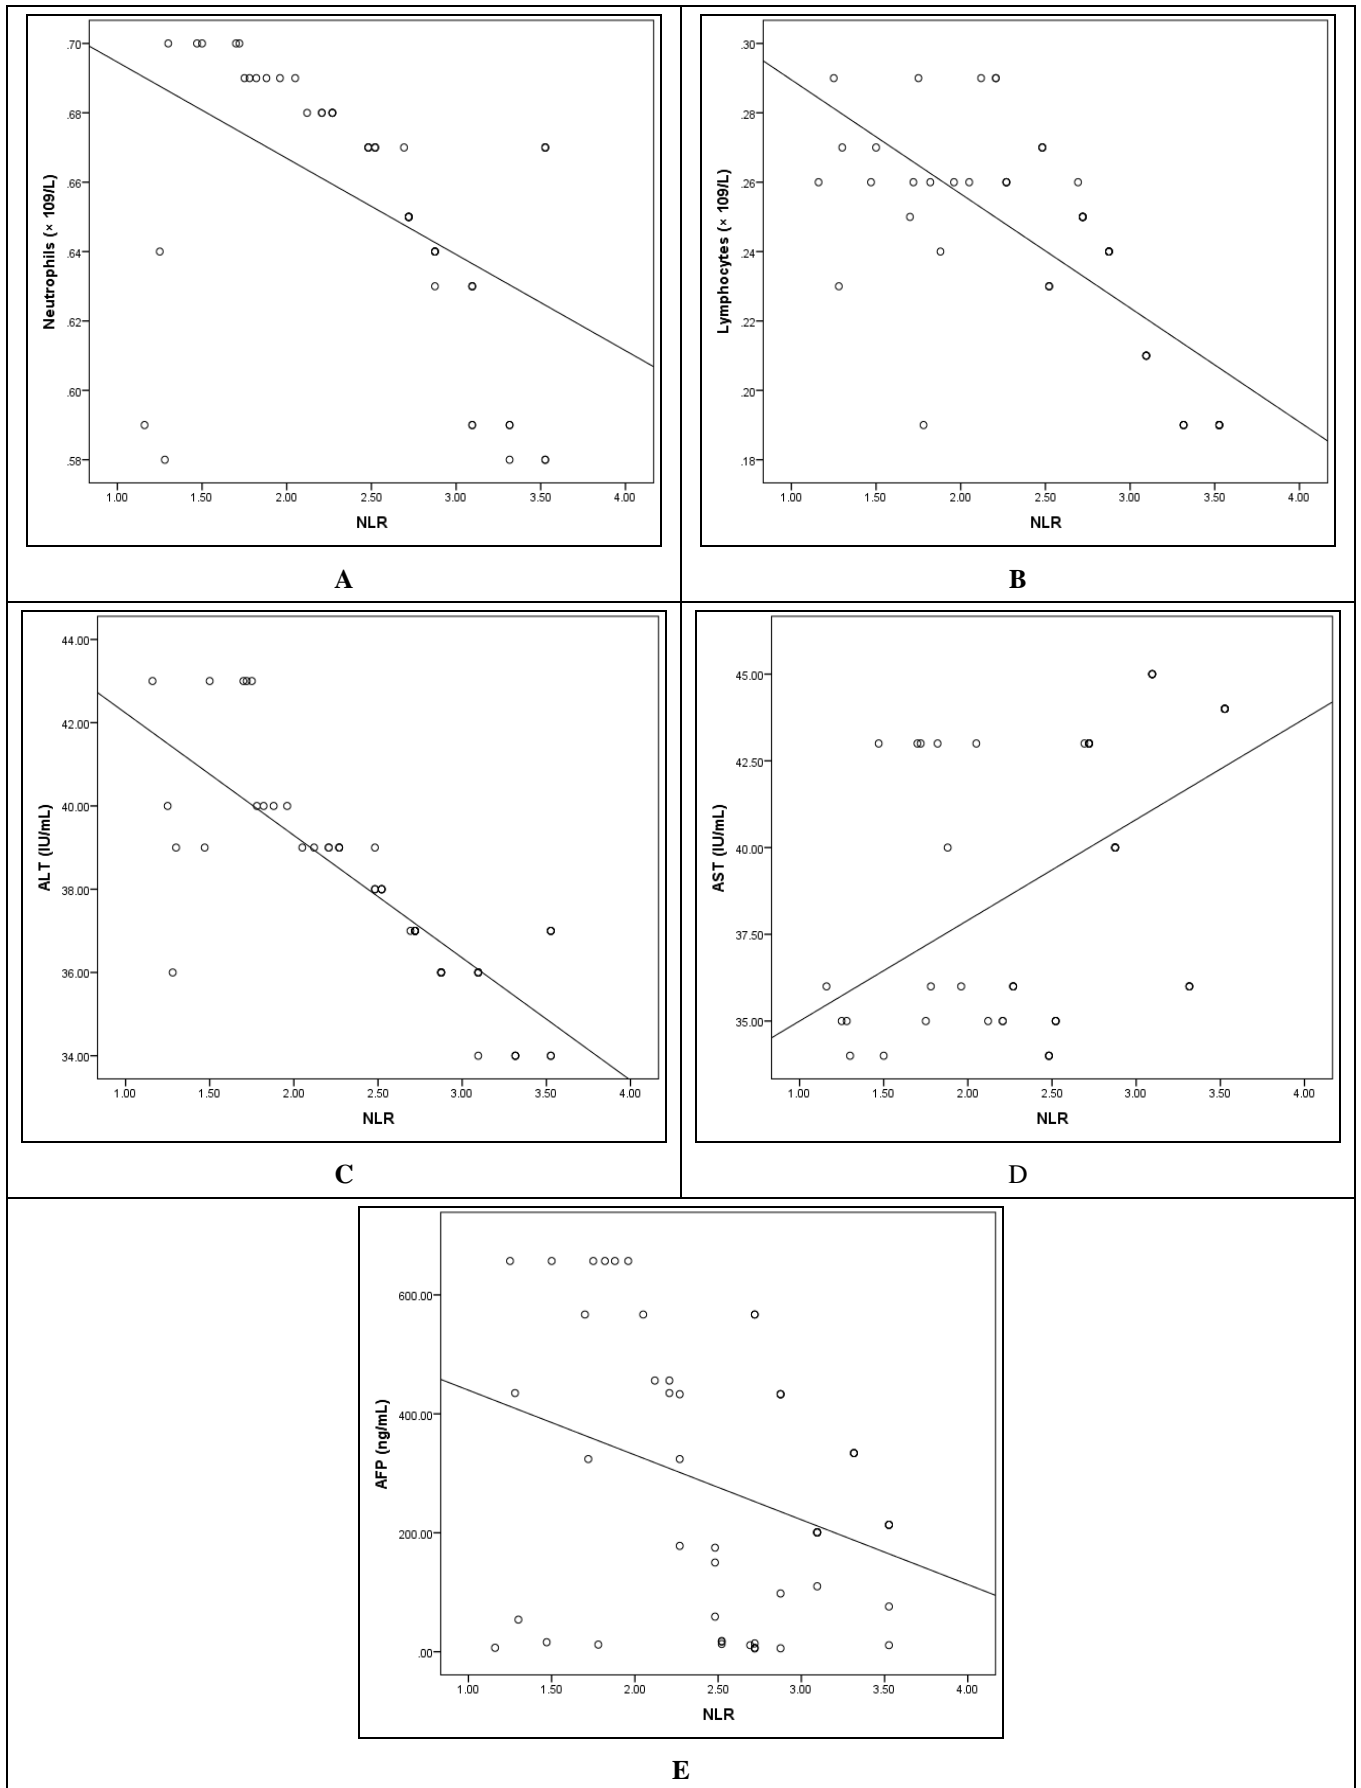 .70
.68
.66
.64
.62
.60
.58
Neutrophils (× 109/L)
1.00 1.50 2.00 2.50 3.00 3.50 4.00
NLR
A
.30
.28
.26
.24
.22
.20
.18
Lymphocytes (× 109/L)
1.00 1.50 2.00 2.50 3.00 3.50 4.00
NLR
B
44.00
42.00
40.00
38.00
36.00
34.00
ALT (IU/mL)
1.00 1.50 2.00 2.50 3.00 3.50 4.00
NLR
C
45.00
42.50
40.00
37.50
35.00
AST (IU/mL)
1.00 1.50 2.00 2.50 3.00 3.50 4.00
NLR
D
600.00
400.00
200.00
.00
AFP (ng/mL)
1.00 1.50 2.00 2.50 3.00 3.50 4.00
NLR
E